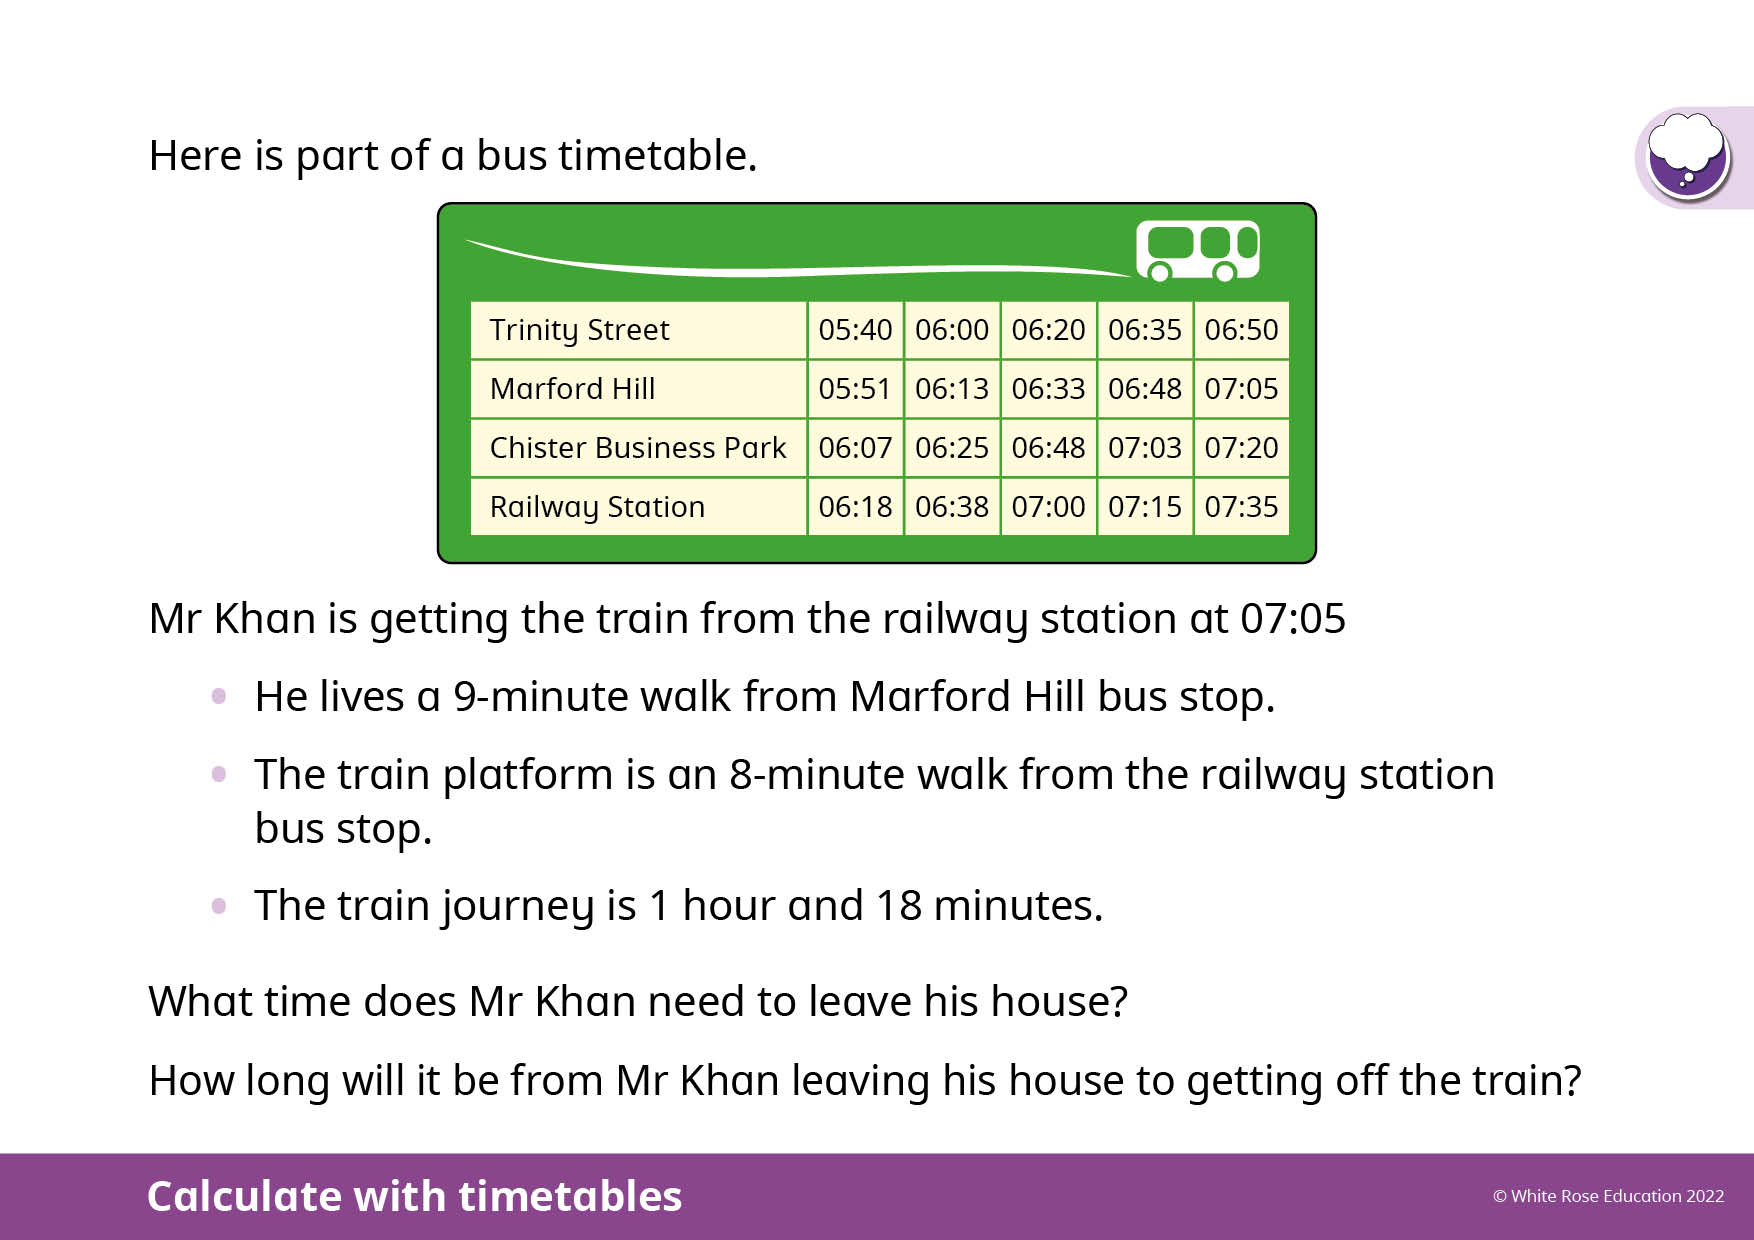 Here is part of a bus timetable.
Trinity Street 05:40 06:00 06:20 06:35 06:50
Marford Hill 05:51 06:13 06:33 06:48 07:05
Chister Business Park 06:07 06:25 06:48 07:03 07:20
Railway Station 06:18 06:38 07:00 07:15 07:35
Mr Khan is getting the train from the railway station at 07:05
• He lives a 9-minute walk from Marford Hill bus stop.
• The train platform is an 8-minute walk from the railway station
bus stop.
• The train journey is 1 hour and 18 minutes.
What time does Mr Khan need to leave his house?
How long will it be from Mr Khan leaving his house to getting off the train?
Calculate with timetables
© White Rose Education 2022